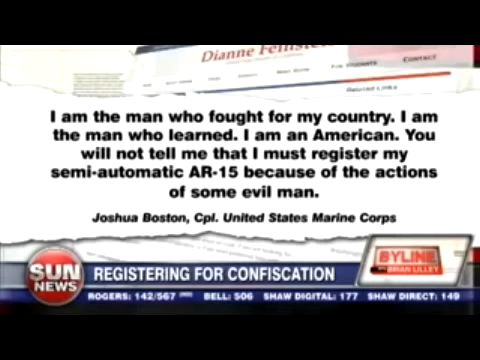 Dianne Feinstein
CONTACT
Related Links
I am the man who fought for my country. I am
the man who learned. I am an American. You
will not tell me that I must register my
semi-automatic AR-15 because of the actions
of some evil man.
Joshua Boston, Cpl. United States Marine Corps
SUN
NEWS
REGISTERING FOR CONFISCATION
BYLINE
BRIAN LILLEY
ROGERS: 142/567 BELL: 506 SHAW DIGITAL: 177 SHAW DIRECT: 149